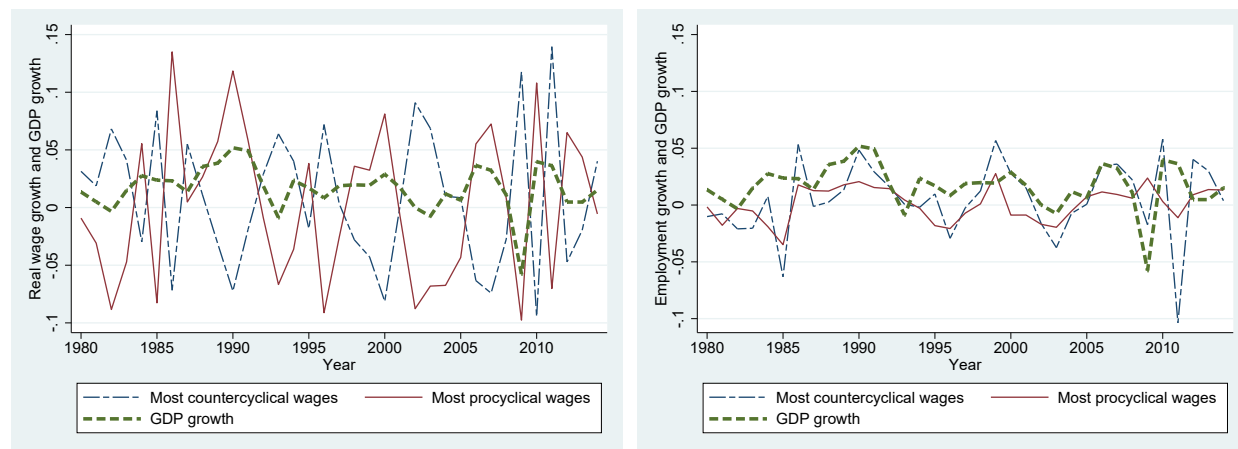 Real wage growth and GDP growth
.15
.1
.05
0
-.05
-.1
1980 1985 1990 1995 2000 2005 2010
Year
Most countercyclical wages Most procyclical wages
GDP growth
Employment growth and GDP growth
.15
.1
.05
0
-.05
-.1
1980 1985 1990 1995 2000 2005 2010
Year
Most countercyclical wages Most procyclical wages
GDP growth